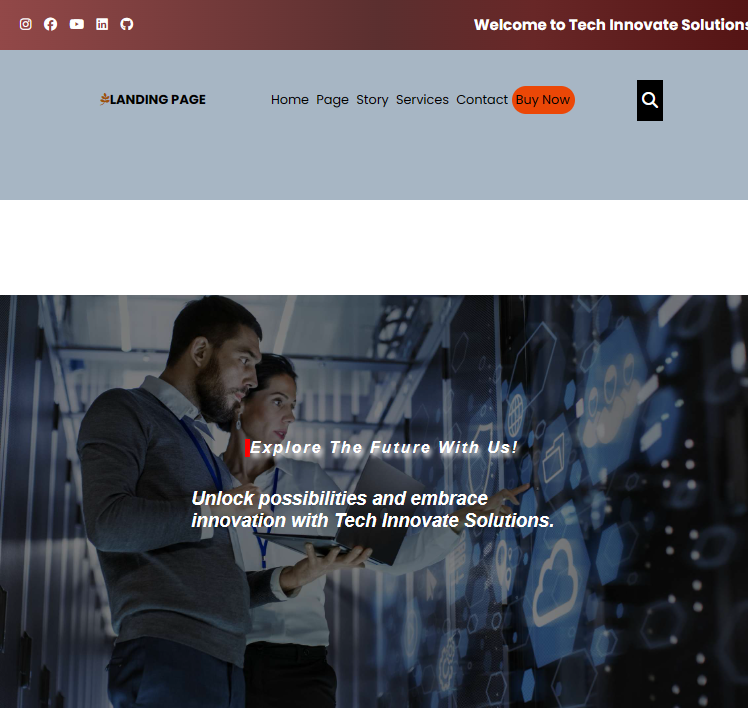 Welcome to Tech Innovate Solutions
LANDING PAGE
Home Page Story Services Contact Buy Now
Explore The Future With Us!
Unlock possibilities and embrace
innovation with Tech Innovate Solutions.